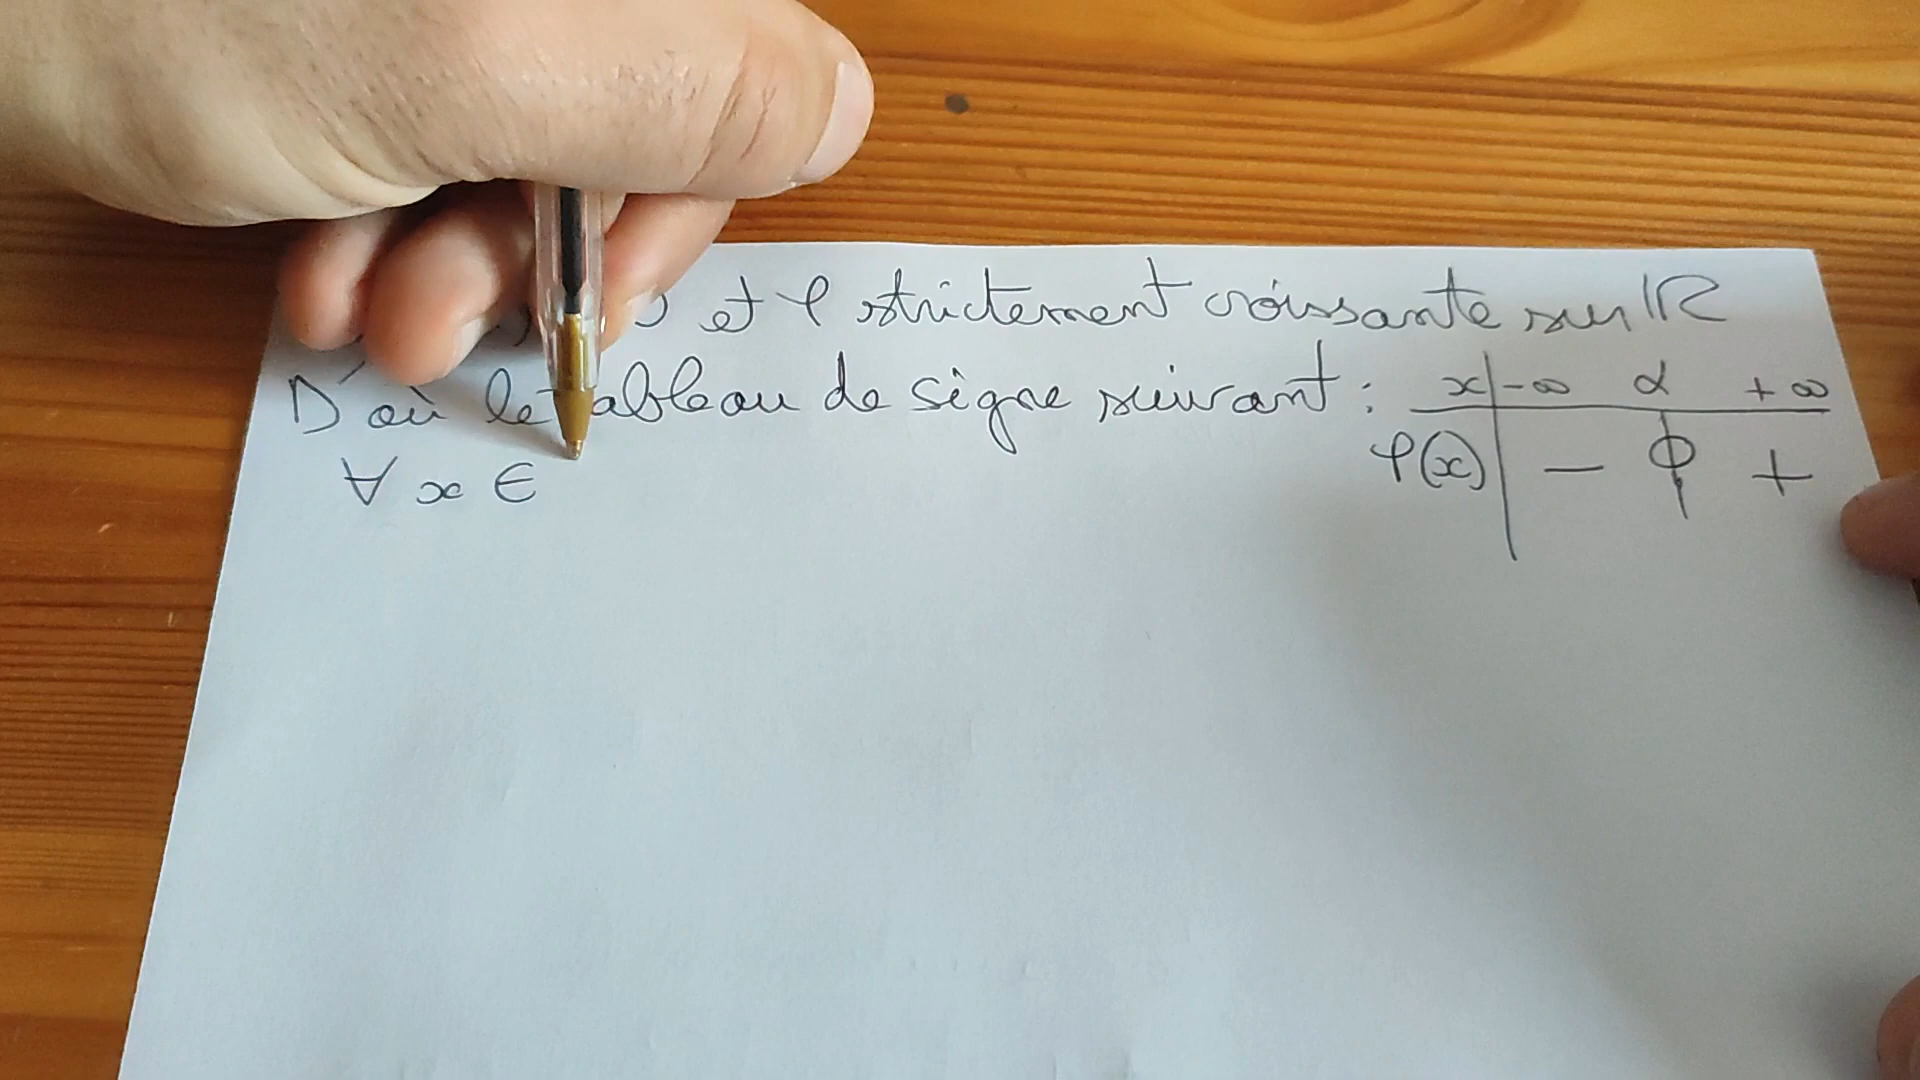 et φ strictement croissante sur ℝ
D'où le tableau de signe suivant :
x | -∞ α +∞
φ(x) | - 0 +
∀ x ∈